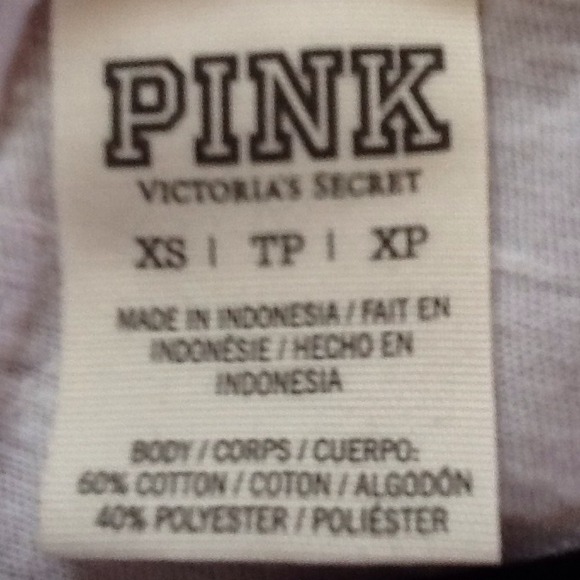 PINK
VICTORIA'S SECRET
XS | TP | XP
MADE IN INDONESIA / FAIT EN
INDONÉSIE / HECHO EN
INDONESIA
BODY / CORPS / CUERPO:
60% COTTON / COTON / ALGODÓN
40% POLYESTER / POLIÉSTER